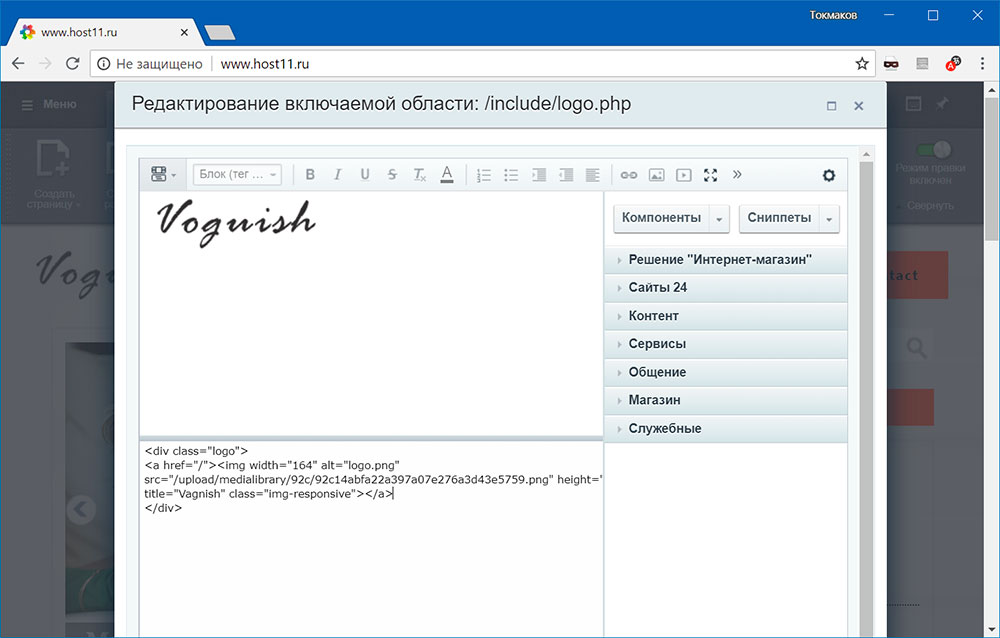 Токмаков
www.host11.ru
Не защищено
www.host11.ru
Меню
Редактирование включаемой области: /include/logo.php
Создать
страницу
Режим правки
включен
Свернуть
Блок (тег ...
B I U S Tx A
Voguish
Компоненты
Сниппеты
Решение "Интернет-магазин"
Сайты 24
Контент
Сервисы
Общение
Магазин
Служебные
<div class="logo">
<a href="/"><img width="164" alt="logo.png"
src="/upload/medialibrary/92c/92c14abfa22a397a07e276a3d43e5759.png" height="
title="Vagnish" class="img-responsive"></a>
</div>